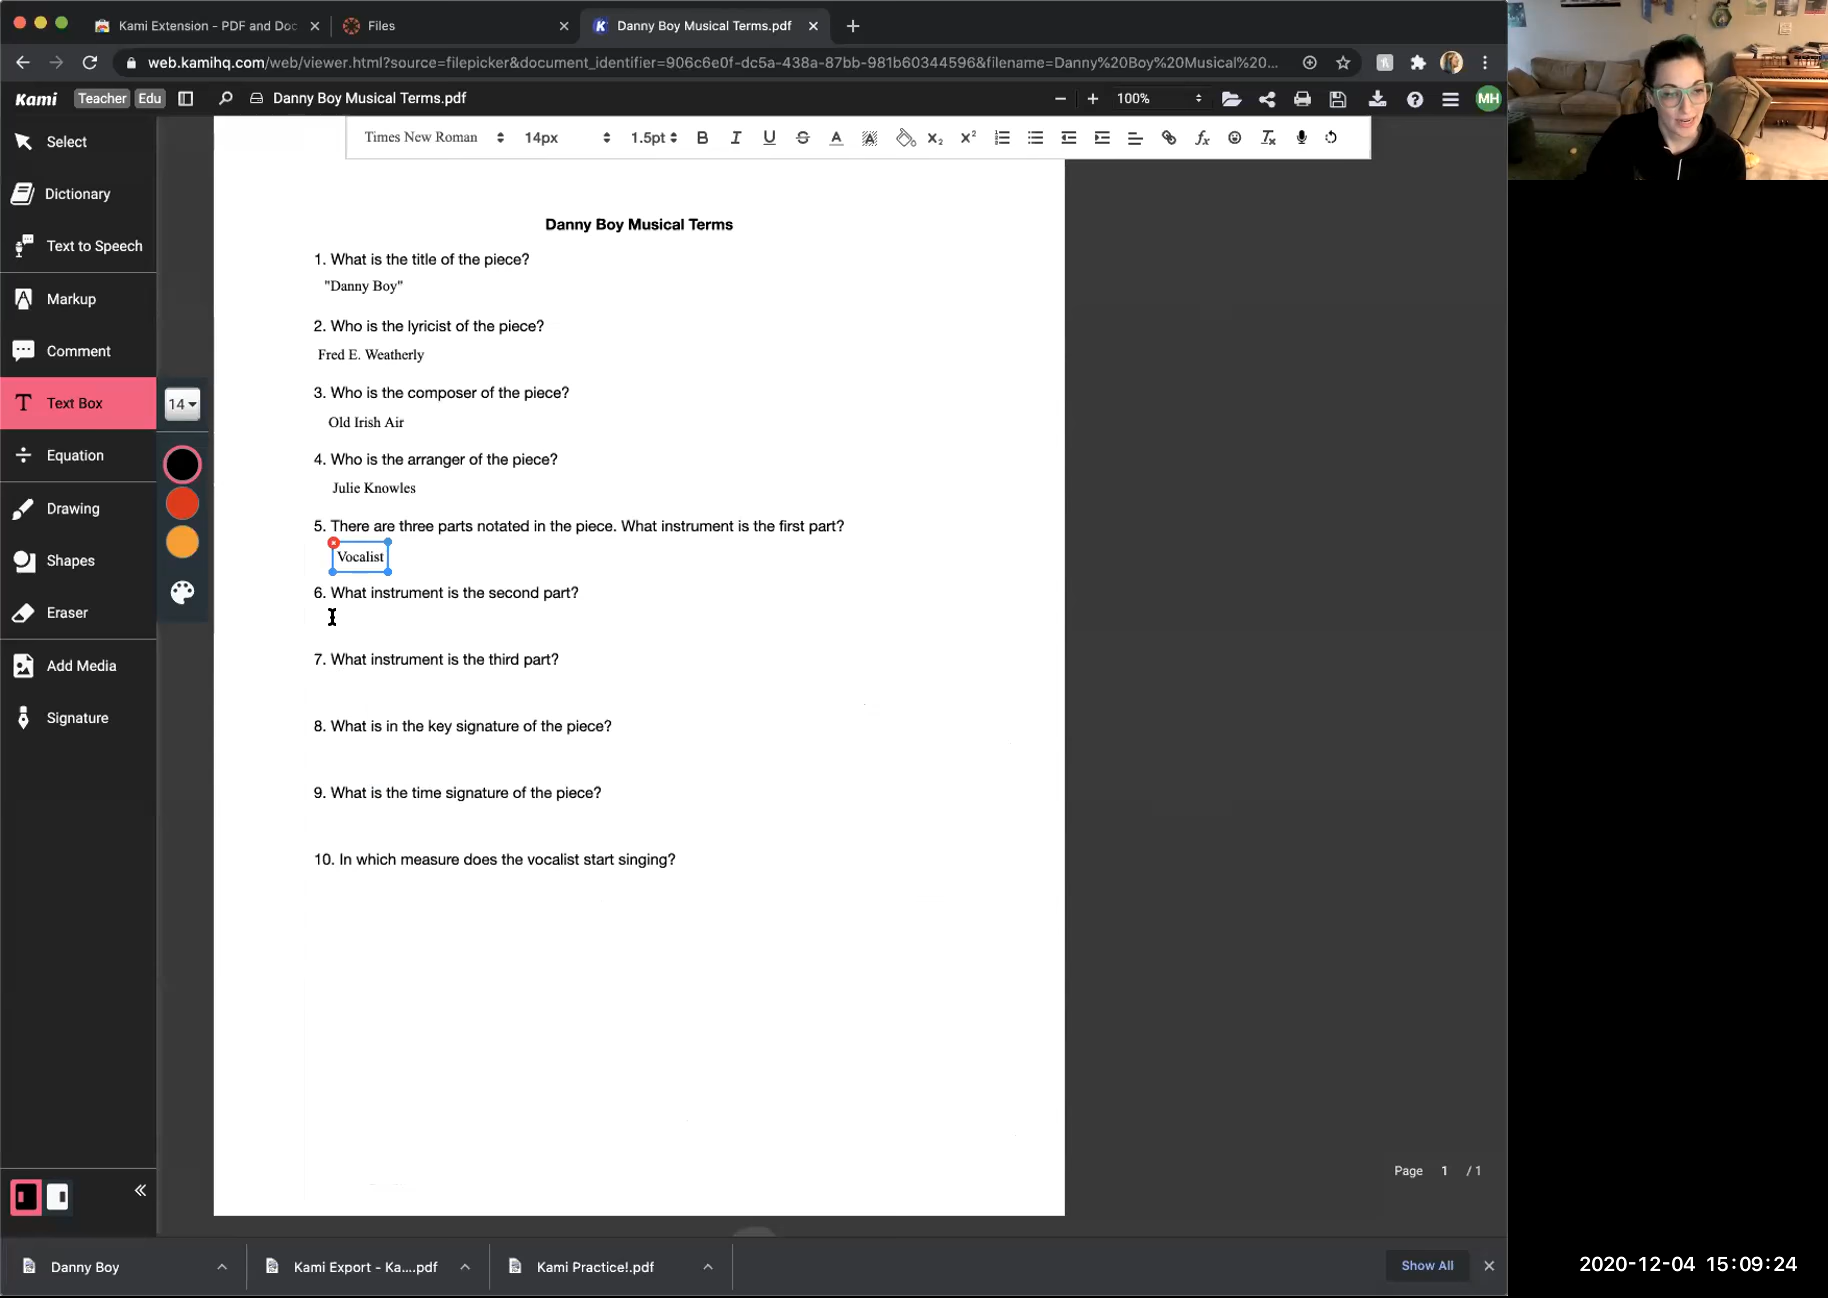 Kami Extension - PDF and Doc
Files
Danny Boy Musical Terms.pdf
web.kamihq.com/web/viewer.html?source=filepicker&document_identifier=906c6e0f-dc5a-438a-87bb-981b60344596&filename=Danny%20Boy%20Musical%20...
Kami Teacher Edu Danny Boy Musical Terms.pdf 100% MH
Times New Roman 14px 1.5pt
Select
Dictionary
Text to Speech
Markup
Comment
Text Box 14
Equation
Drawing
Shapes
Eraser
Add Media
Signature
Danny Boy Musical Terms
1. What is the title of the piece?
"Danny Boy"
2. Who is the lyricist of the piece?
Fred E. Weatherly
3. Who is the composer of the piece?
Old Irish Air
4. Who is the arranger of the piece?
Julie Knowles
5. There are three parts notated in the piece. What instrument is the first part?
Vocalist
6. What instrument is the second part?
7. What instrument is the third part?
8. What is in the key signature of the piece?
9. What is the time signature of the piece?
10. In which measure does the vocalist start singing?
Page 1 / 1
Danny Boy
Kami Export - Ka....pdf
Kami Practice!.pdf
Show All
2020-12-04 15:09:24